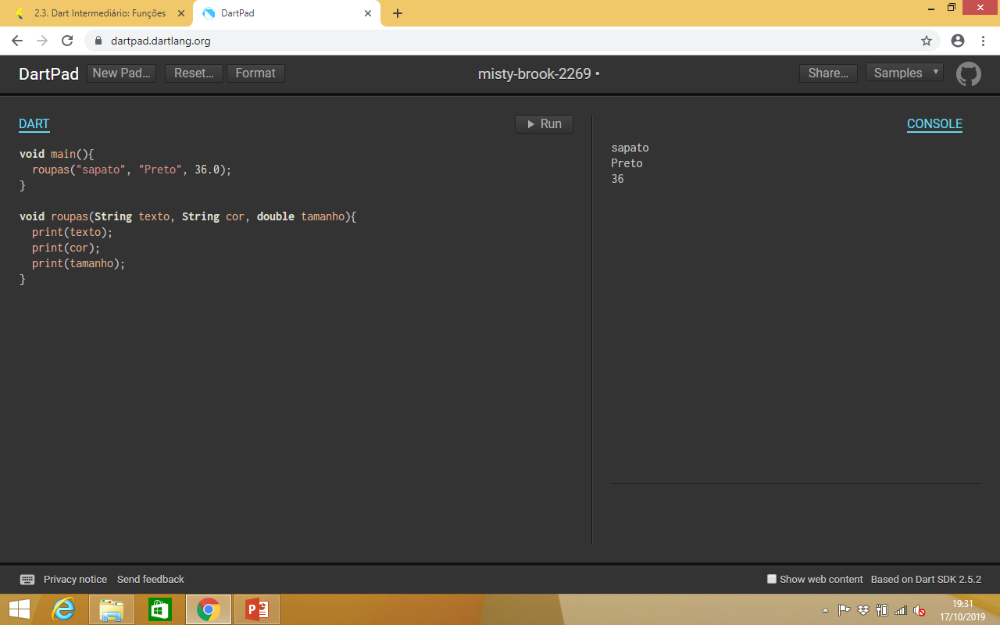 2.3. Dart Intermediário: Funções
DartPad
dartpad.dartlang.org
DartPad New Pad... Reset... Format misty-brook-2269 • Share... Samples
DART Run CONSOLE
void main(){
roupas("sapato", "Preto", 36.0);
}
void roupas(String texto, String cor, double tamanho){
print(texto);
print(cor);
print(tamanho);
}
sapato
Preto
36
Privacy notice Send feedback Show web content Based on Dart SDK 2.5.2
19:31
17/10/2019